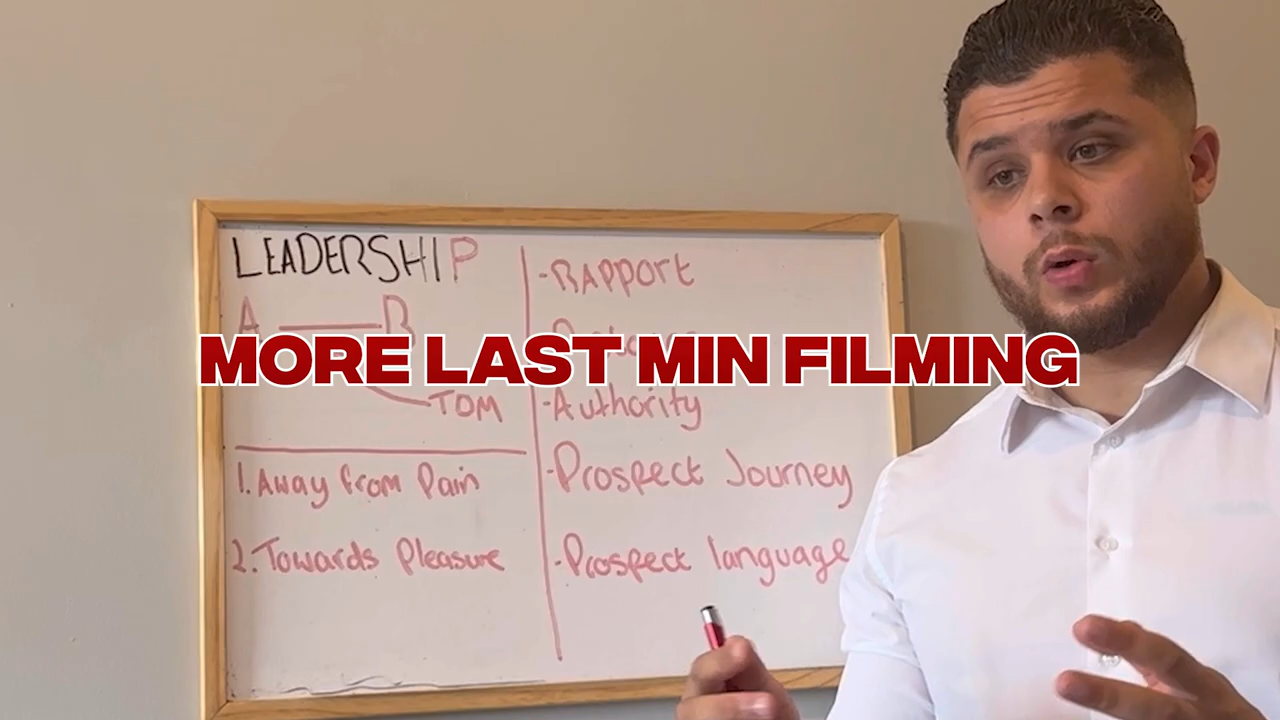 LEADERSHIP
A — B
TOM
1. Away from Pain
2. Towards Pleasure
-RAPPORT
-Authority
-Prospect Journey
-Prospect language
MORE LAST MIN FILMING